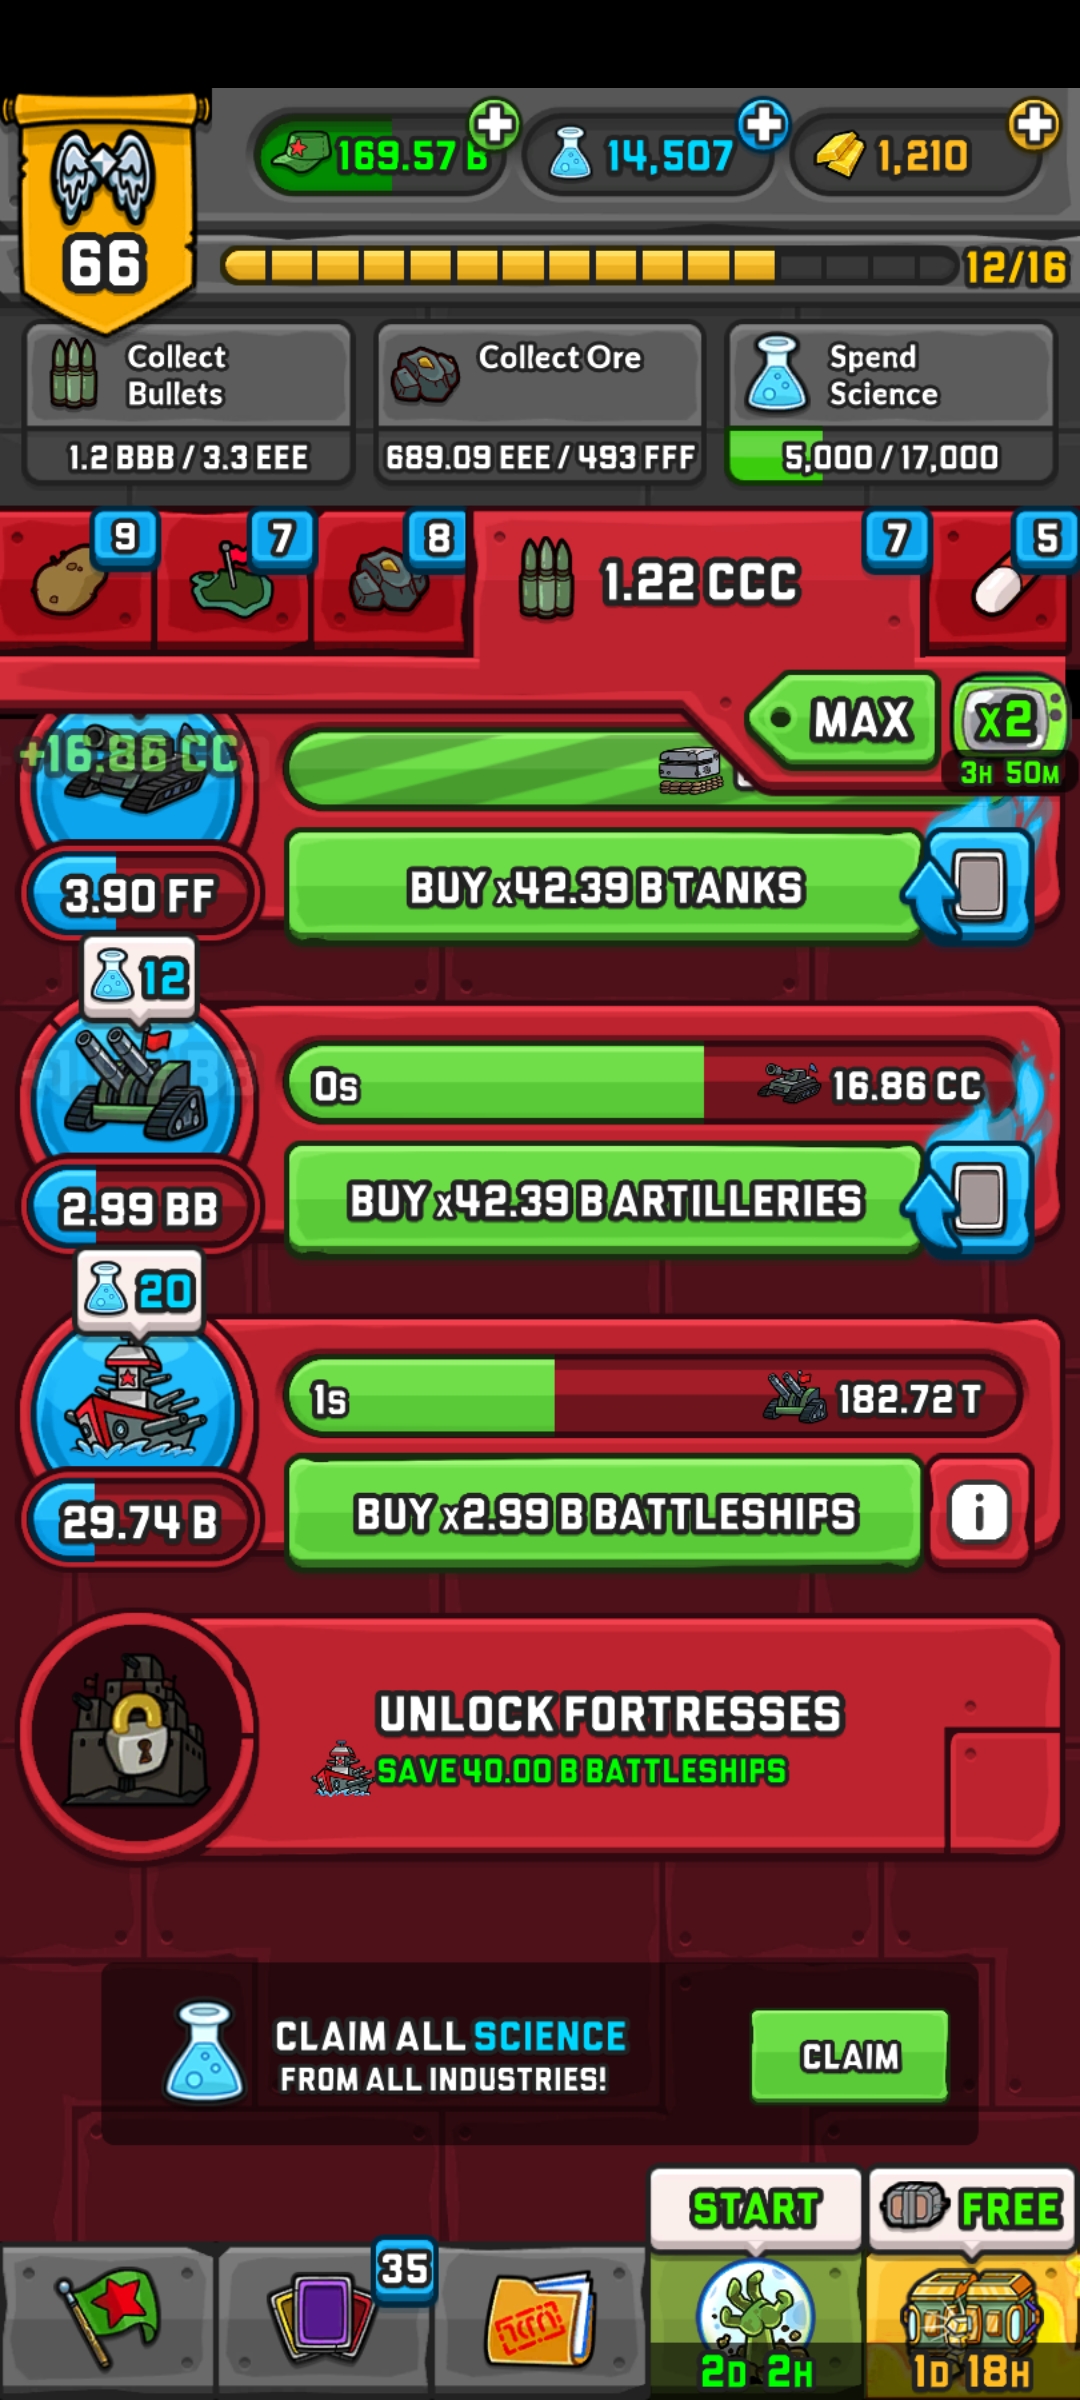 169.57 B
14,507
1,210
66
12/16
Collect
Bullets
1.2 BBB / 3.3 EEE
Collect Ore
689.09 EEE / 493 FFF
Spend
Science
5,000 / 17,000
9
7
8
1.22 CCC
7
5
MAX
x2
3H 50M
+16.86 CC
3.90 FF
BUY x42.39 B TANKS
12
0s
16.86 CC
2.99 BB
BUY x42.39 B ARTILLERIES
20
1s
182.72 T
29.74 B
BUY x2.99 B BATTLESHIPS
i
UNLOCK FORTRESSES
SAVE 40.00 B BATTLESHIPS
CLAIM ALL SCIENCE
FROM ALL INDUSTRIES!
CLAIM
START
FREE
35
2D 2H
1D 18H